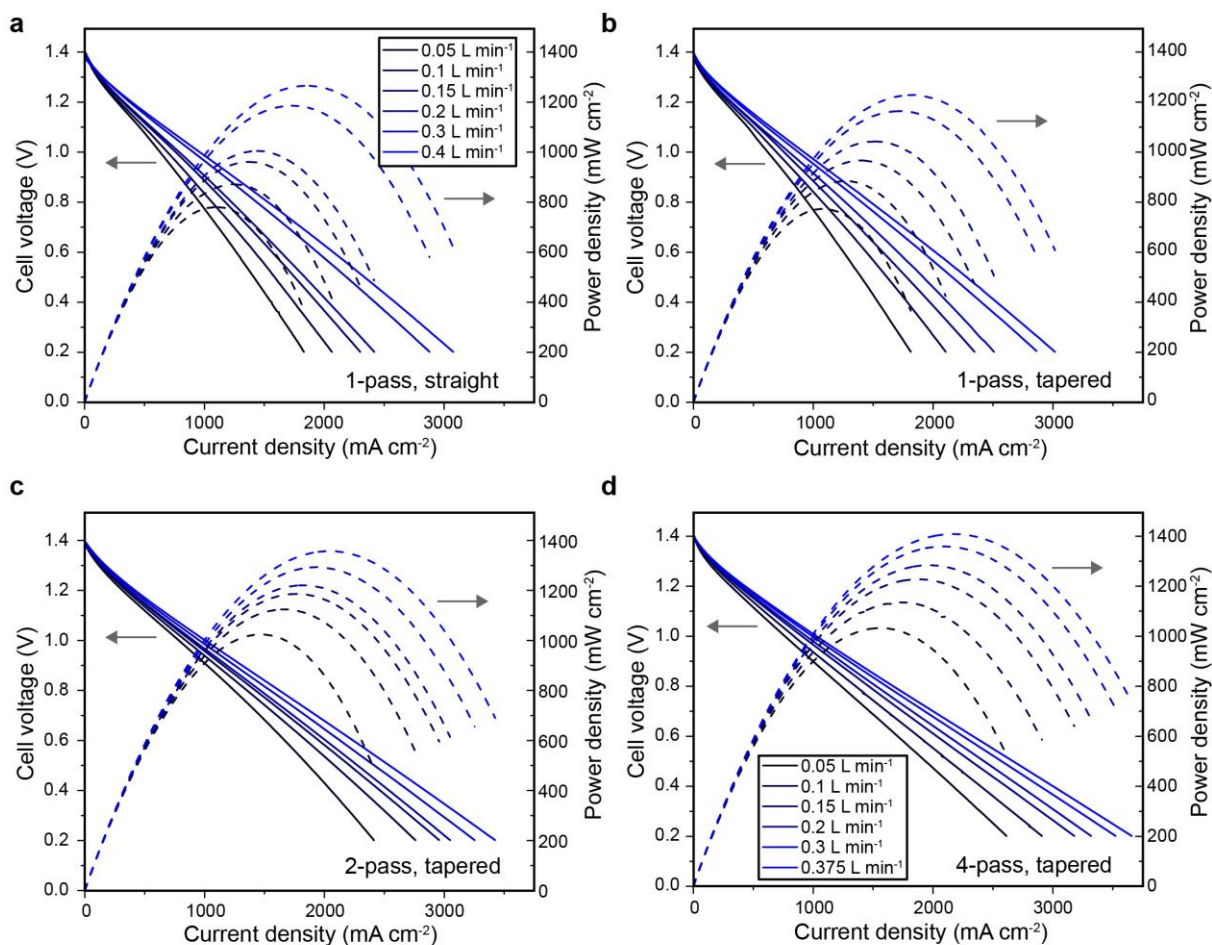 a
1.4
1.2
1.0
0.8
0.6
0.4
0.2
0.0
Cell voltage (V)
0.05 L min⁻¹
0.1 L min⁻¹
0.15 L min⁻¹
0.2 L min⁻¹
0.3 L min⁻¹
0.4 L min⁻¹
1-pass, straight
1400
1200
1000
800
600
400
200
0
Power density (mW cm⁻²)
0
1000
2000
3000
Current density (mA cm⁻²)
b
1.4
1.2
1.0
0.8
0.6
0.4
0.2
0.0
Cell voltage (V)
1-pass, tapered
1400
1200
1000
800
600
400
200
0
Power density (mW cm⁻²)
0
1000
2000
3000
Current density (mA cm⁻²)
c
1.4
1.2
1.0
0.8
0.6
0.4
0.2
0.0
Cell voltage (V)
2-pass, tapered
1400
1200
1000
800
600
400
200
0
Power density (mW cm⁻²)
0
1000
2000
3000
Current density (mA cm⁻²)
d
1.4
1.2
1.0
0.8
0.6
0.4
0.2
0.0
Cell voltage (V)
0.05 L min⁻¹
0.1 L min⁻¹
0.15 L min⁻¹
0.2 L min⁻¹
0.3 L min⁻¹
0.375 L min⁻¹
4-pass, tapered
1400
1200
1000
800
600
400
200
0
Power density (mW cm⁻²)
0
1000
2000
3000
Current density (mA cm⁻²)